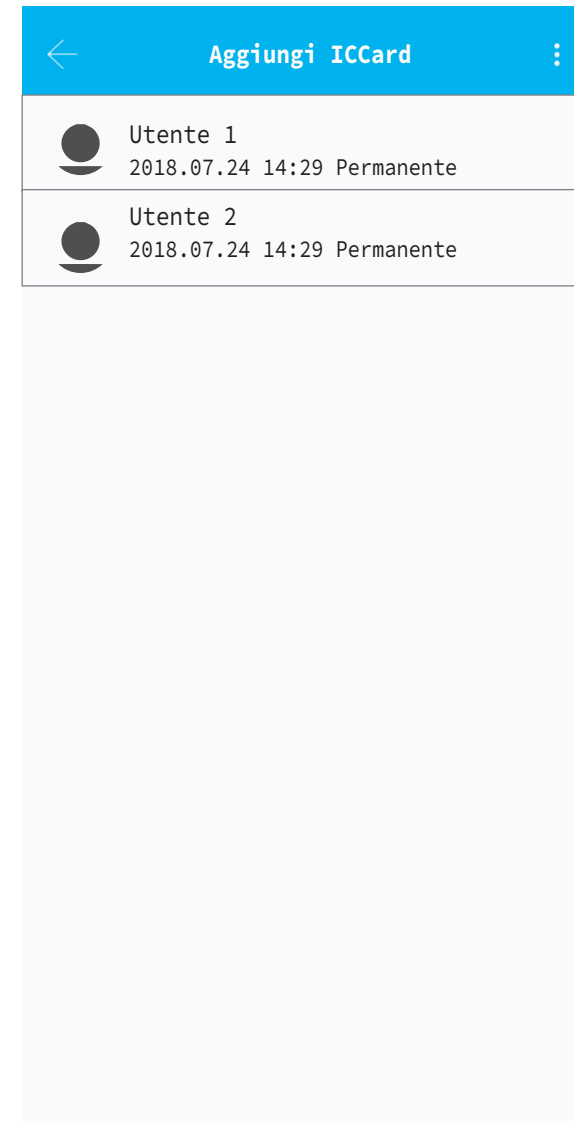 Aggiungi ICCard
Utente 1
2018.07.24 14:29 Permanente
Utente 2
2018.07.24 14:29 Permanente